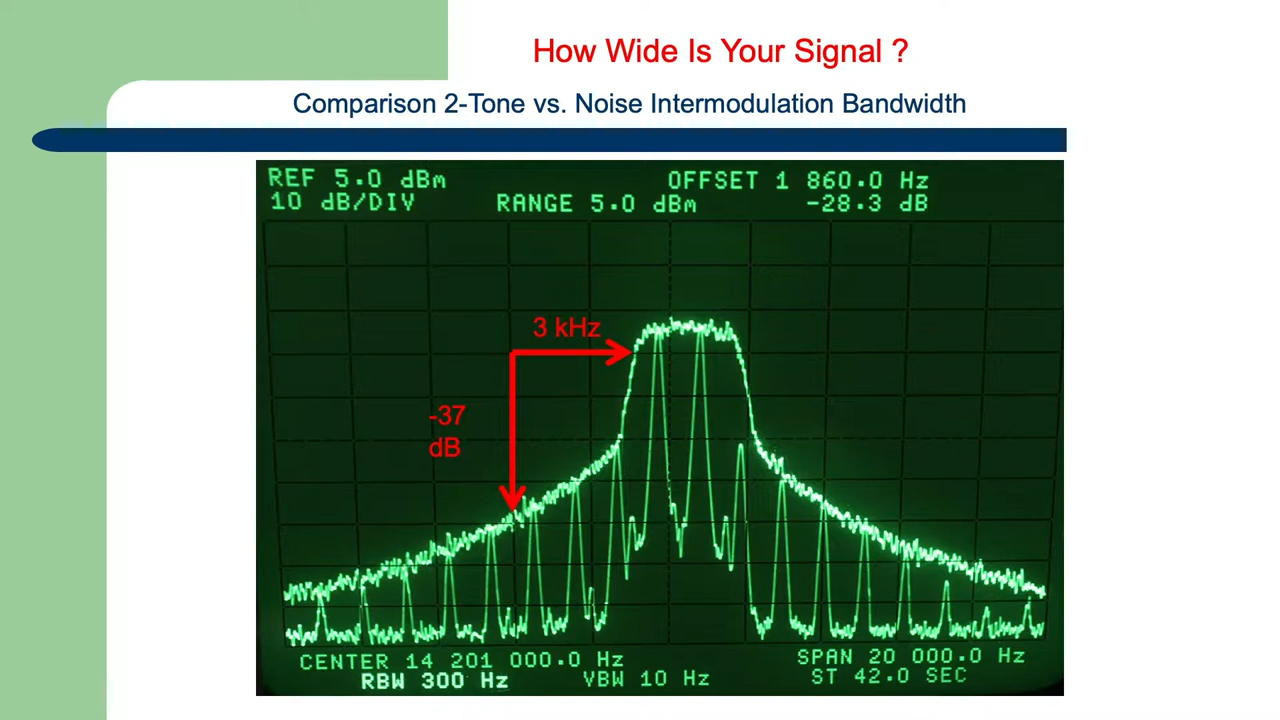 How Wide Is Your Signal ?
Comparison 2-Tone vs. Noise Intermodulation Bandwidth
REF 5.0 dBm
OFFSET 1 860.0 Hz
10 dB/DIV
RANGE 5.0 dBm
-28.3 dB
3 kHz
-37
dB
CENTER 14 201 000.0 Hz
SPAN 20 000.0 Hz
RBW 300 Hz
VBW 10 Hz
ST 42.0 SEC